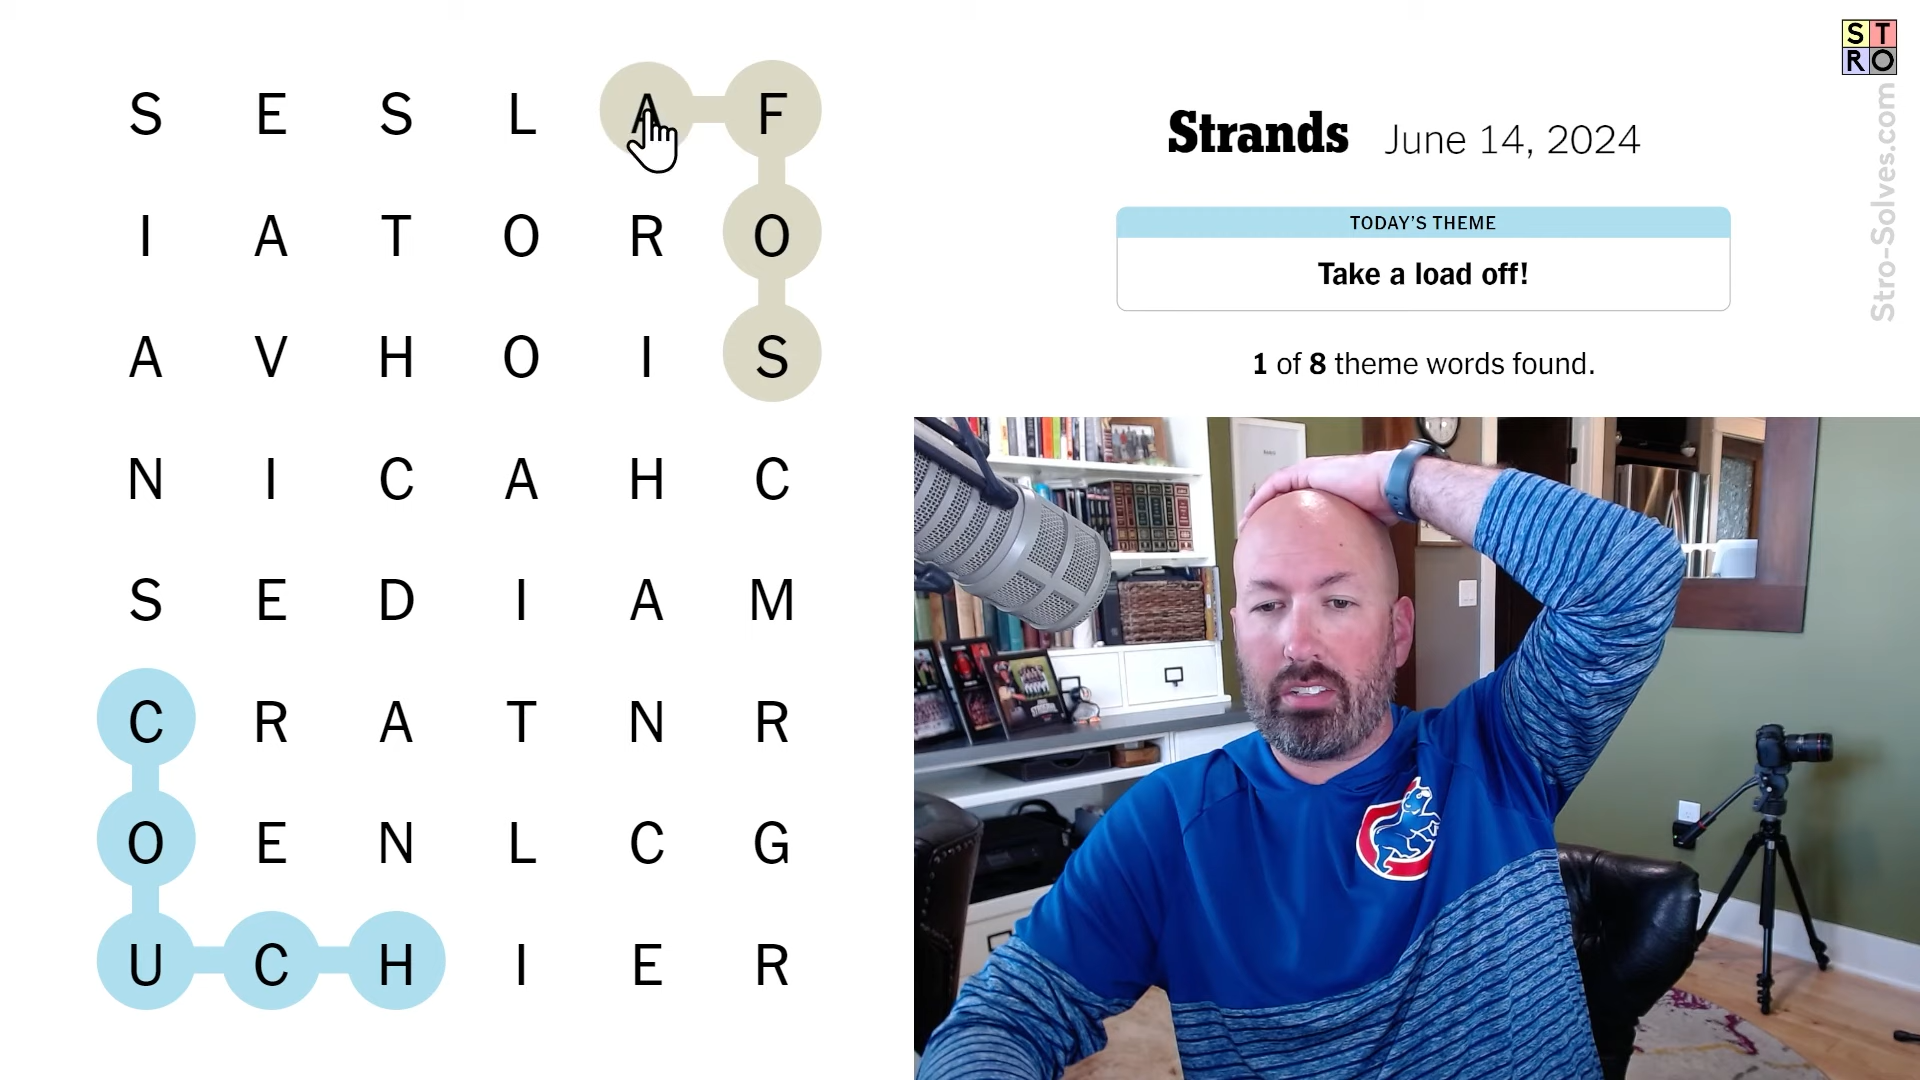 S T
R O
Stro-Solves.com
Strands June 14, 2024
TODAY'S THEME
Take a load off!
1 of 8 theme words found.
S E S L A F
I A T O R O
A V H O I S
N I C A H C
S E D I A M
C R A T N R
O E N L C G
U C H I E R